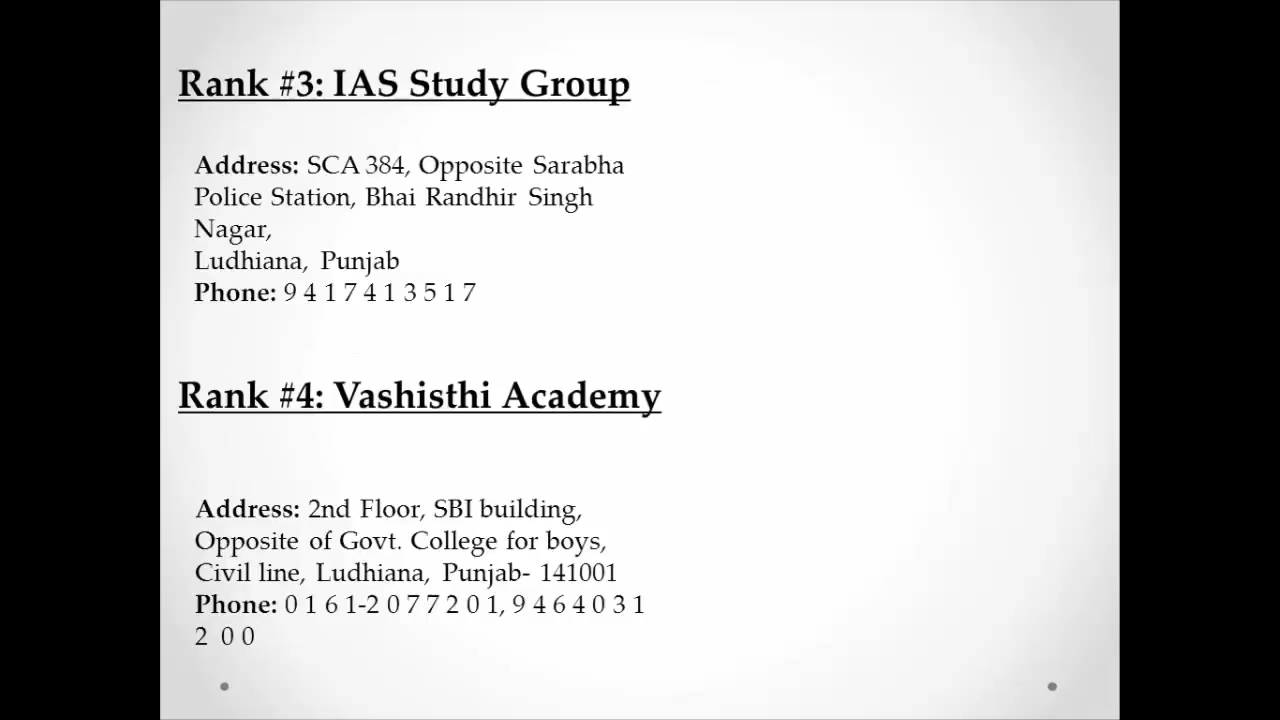 Rank #3: IAS Study Group
Address: SCA 384, Opposite Sarabha
Police Station, Bhai Randhir Singh
Nagar,
Ludhiana, Punjab
Phone: 9 4 1 7 4 1 3 5 1 7
Rank #4: Vashisthi Academy
Address: 2nd Floor, SBI building,
Opposite of Govt. College for boys,
Civil line, Ludhiana, Punjab- 141001
Phone: 0 1 6 1-2 0 7 7 2 0 1, 9 4 6 4 0 3 1
2 0 0